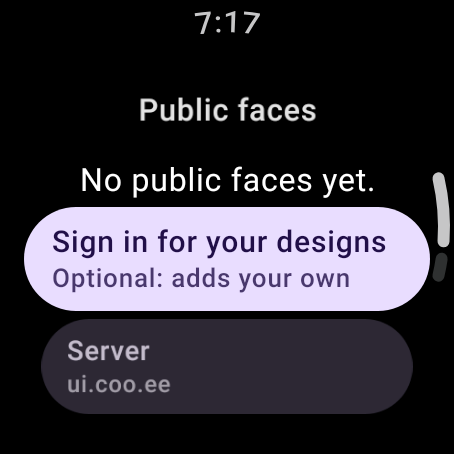 7:17
Public faces
No public faces yet.
Sign in for your designs
Optional: adds your own
Server
ui.coo.ee